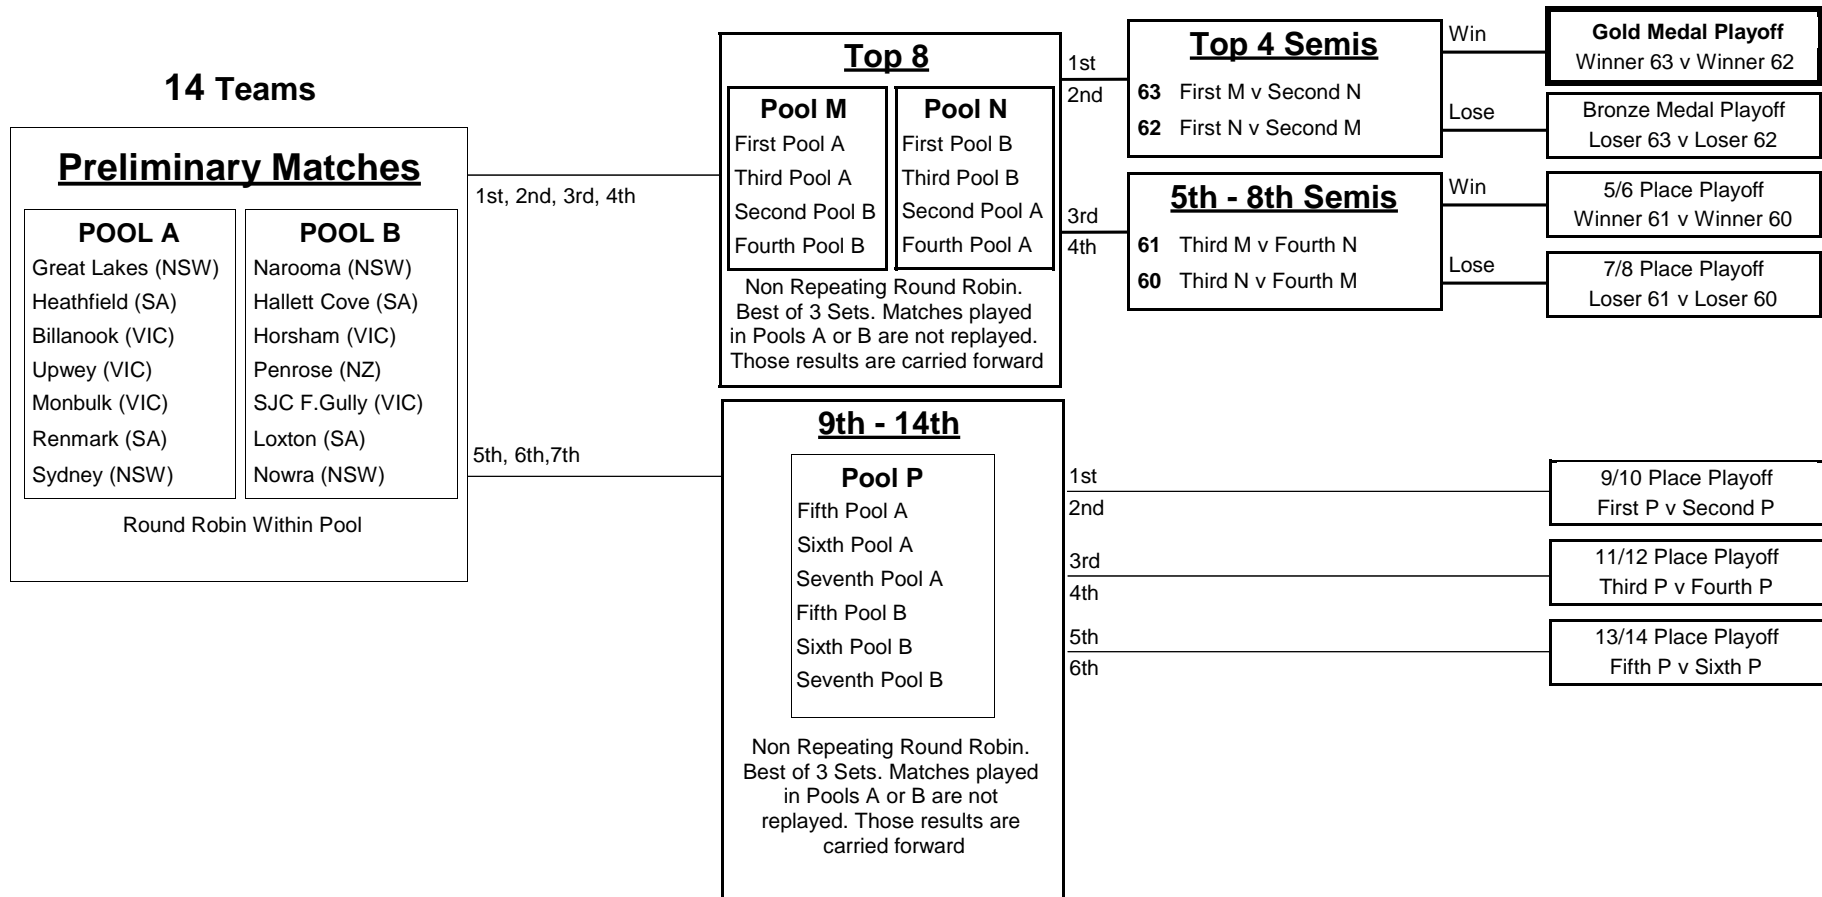 14 Teams
Preliminary Matches
POOL A
Great Lakes (NSW)
Heathfield (SA)
Billanook (VIC)
Upwey (VIC)
Monbulk (VIC)
Renmark (SA)
Sydney (NSW)
POOL B
Narooma (NSW)
Hallett Cove (SA)
Horsham (VIC)
Penrose (NZ)
SJC F.Gully (VIC)
Loxton (SA)
Nowra (NSW)
Round Robin Within Pool
1st, 2nd, 3rd, 4th
5th, 6th,7th
Top 8
Pool M
First Pool A
Third Pool A
Second Pool B
Fourth Pool B
Pool N
First Pool B
Third Pool B
Second Pool A
Fourth Pool A
Non Repeating Round Robin.
Best of 3 Sets. Matches played
in Pools A or B are not replayed.
Those results are carried forward
1st
2nd
3rd
4th
Top 4 Semis
63 First M v Second N
62 First N v Second M
5th - 8th Semis
61 Third M v Fourth N
60 Third N v Fourth M
Win
Lose
Win
Lose
Gold Medal Playoff
Winner 63 v Winner 62
Bronze Medal Playoff
Loser 63 v Loser 62
5/6 Place Playoff
Winner 61 v Winner 60
7/8 Place Playoff
Loser 61 v Loser 60
9th - 14th
Pool P
Fifth Pool A
Sixth Pool A
Seventh Pool A
Fifth Pool B
Sixth Pool B
Seventh Pool B
Non Repeating Round Robin.
Best of 3 Sets. Matches played
in Pools A or B are not
replayed. Those results are
carried forward
1st
2nd
3rd
4th
5th
6th
9/10 Place Playoff
First P v Second P
11/12 Place Playoff
Third P v Fourth P
13/14 Place Playoff
Fifth P v Sixth P